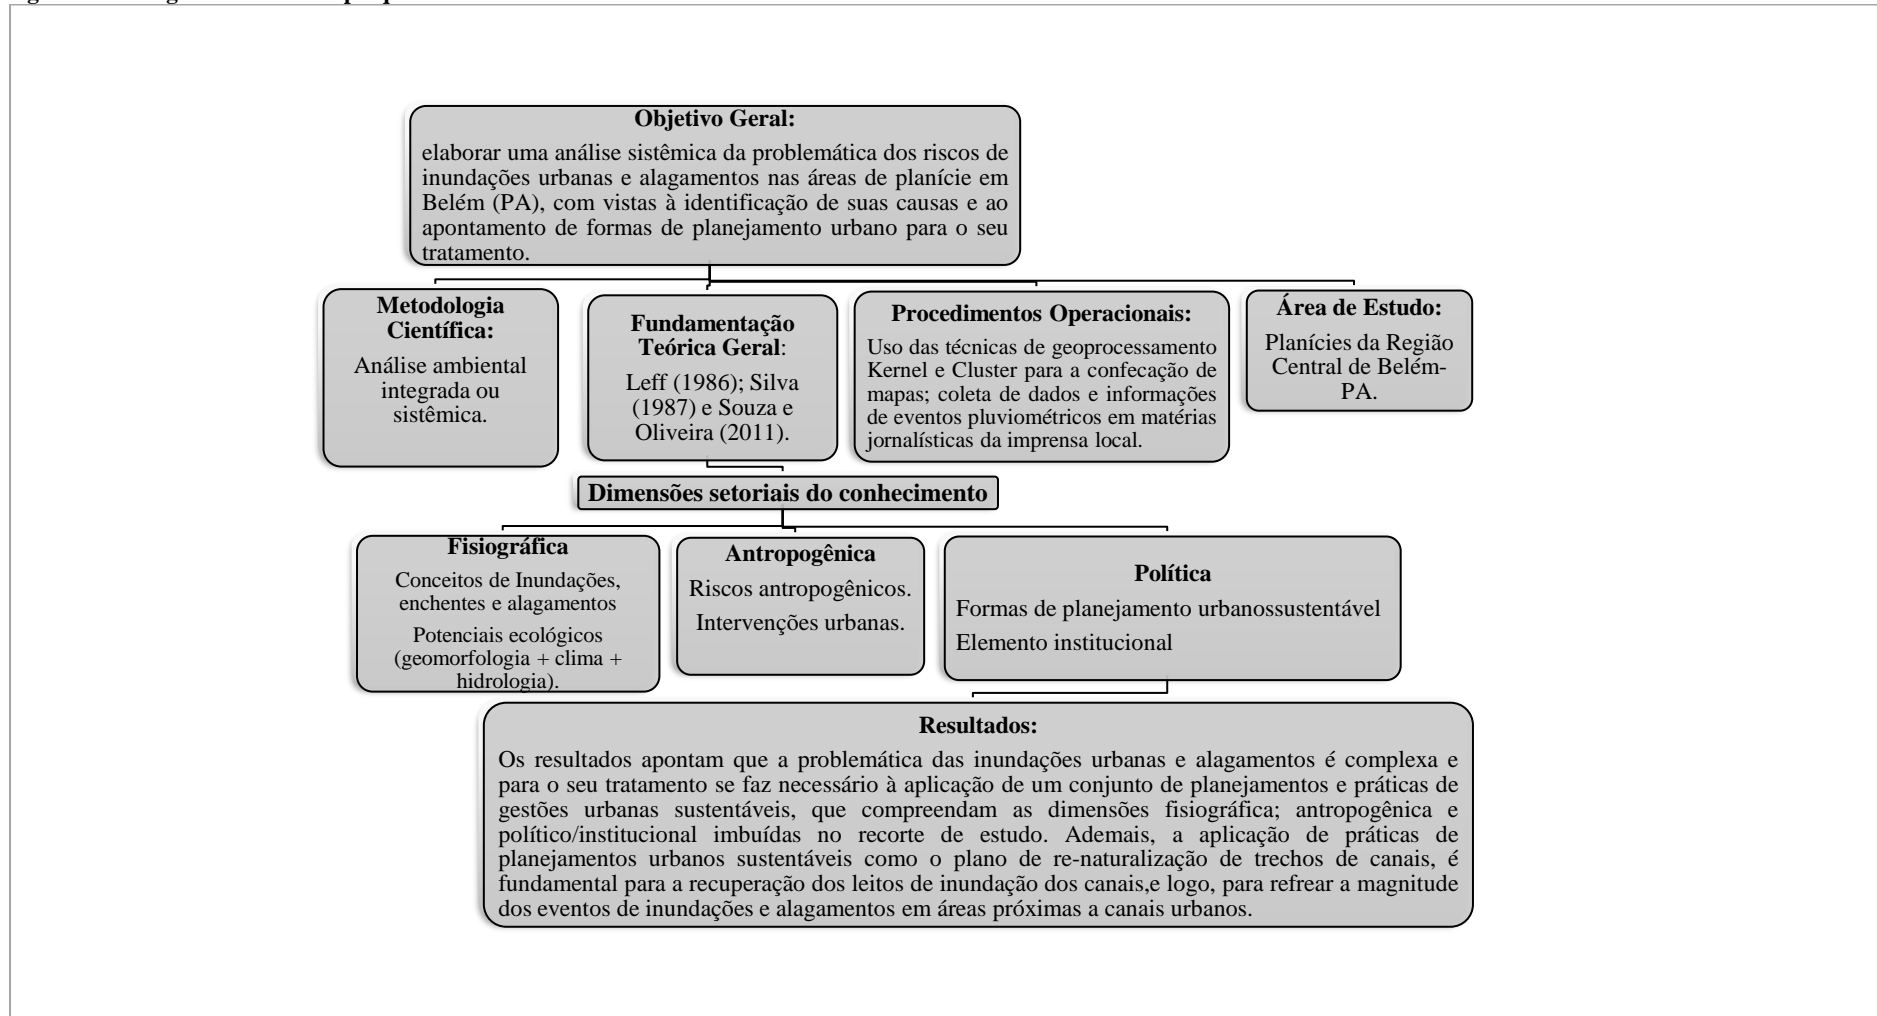 Objetivo Geral:
elaborar uma análise sistêmica da problemática dos riscos de
inundações urbanas e alagamentos nas áreas de planície em
Belém (PA), com vistas à identificação de suas causas e ao
apontamento de formas de planejamento urbano para o seu
tratamento.
Metodologia
Científica:
Análise ambiental
integrada ou
sistêmica.
Fundamentação
Teórica Geral:
Leff (1986); Silva
(1987) e Souza e
Oliveira (2011).
Procedimentos Operacionais:
Uso das técnicas de geoprocessamento
Kernel e Cluster para a confecação de
mapas; coleta de dados e informações
de eventos pluviométricos em matérias
jornalísticas da imprensa local.
Área de Estudo:
Planícies da Região
Central de Belém-
PA.
Dimensões setoriais do conhecimento
Fisiográfica
Conceitos de Inundações,
enchentes e alagamentos
Potenciais ecológicos
(geomorfologia + clima +
hidrologia).
Antropogênica
Riscos antropogênicos.
Intervenções urbanas.
Política
Formas de planejamento urbanossustentável
Elemento institucional
Resultados:
Os resultados apontam que a problemática das inundações urbanas e alagamentos é complexa e
para o seu tratamento se faz necessário à aplicação de um conjunto de planejamentos e práticas de
gestões urbanas sustentáveis, que compreendam as dimensões fisiográfica; antropogênica e
político/institucional imbuídas no recorte de estudo. Ademais, a aplicação de práticas de
planejamentos urbanos sustentáveis como o plano de re-naturalização de trechos de canais, é
fundamental para a recuperação dos leitos de inundação dos canais,e logo, para refrear a magnitude
dos eventos de inundações e alagamentos em áreas próximas a canais urbanos.